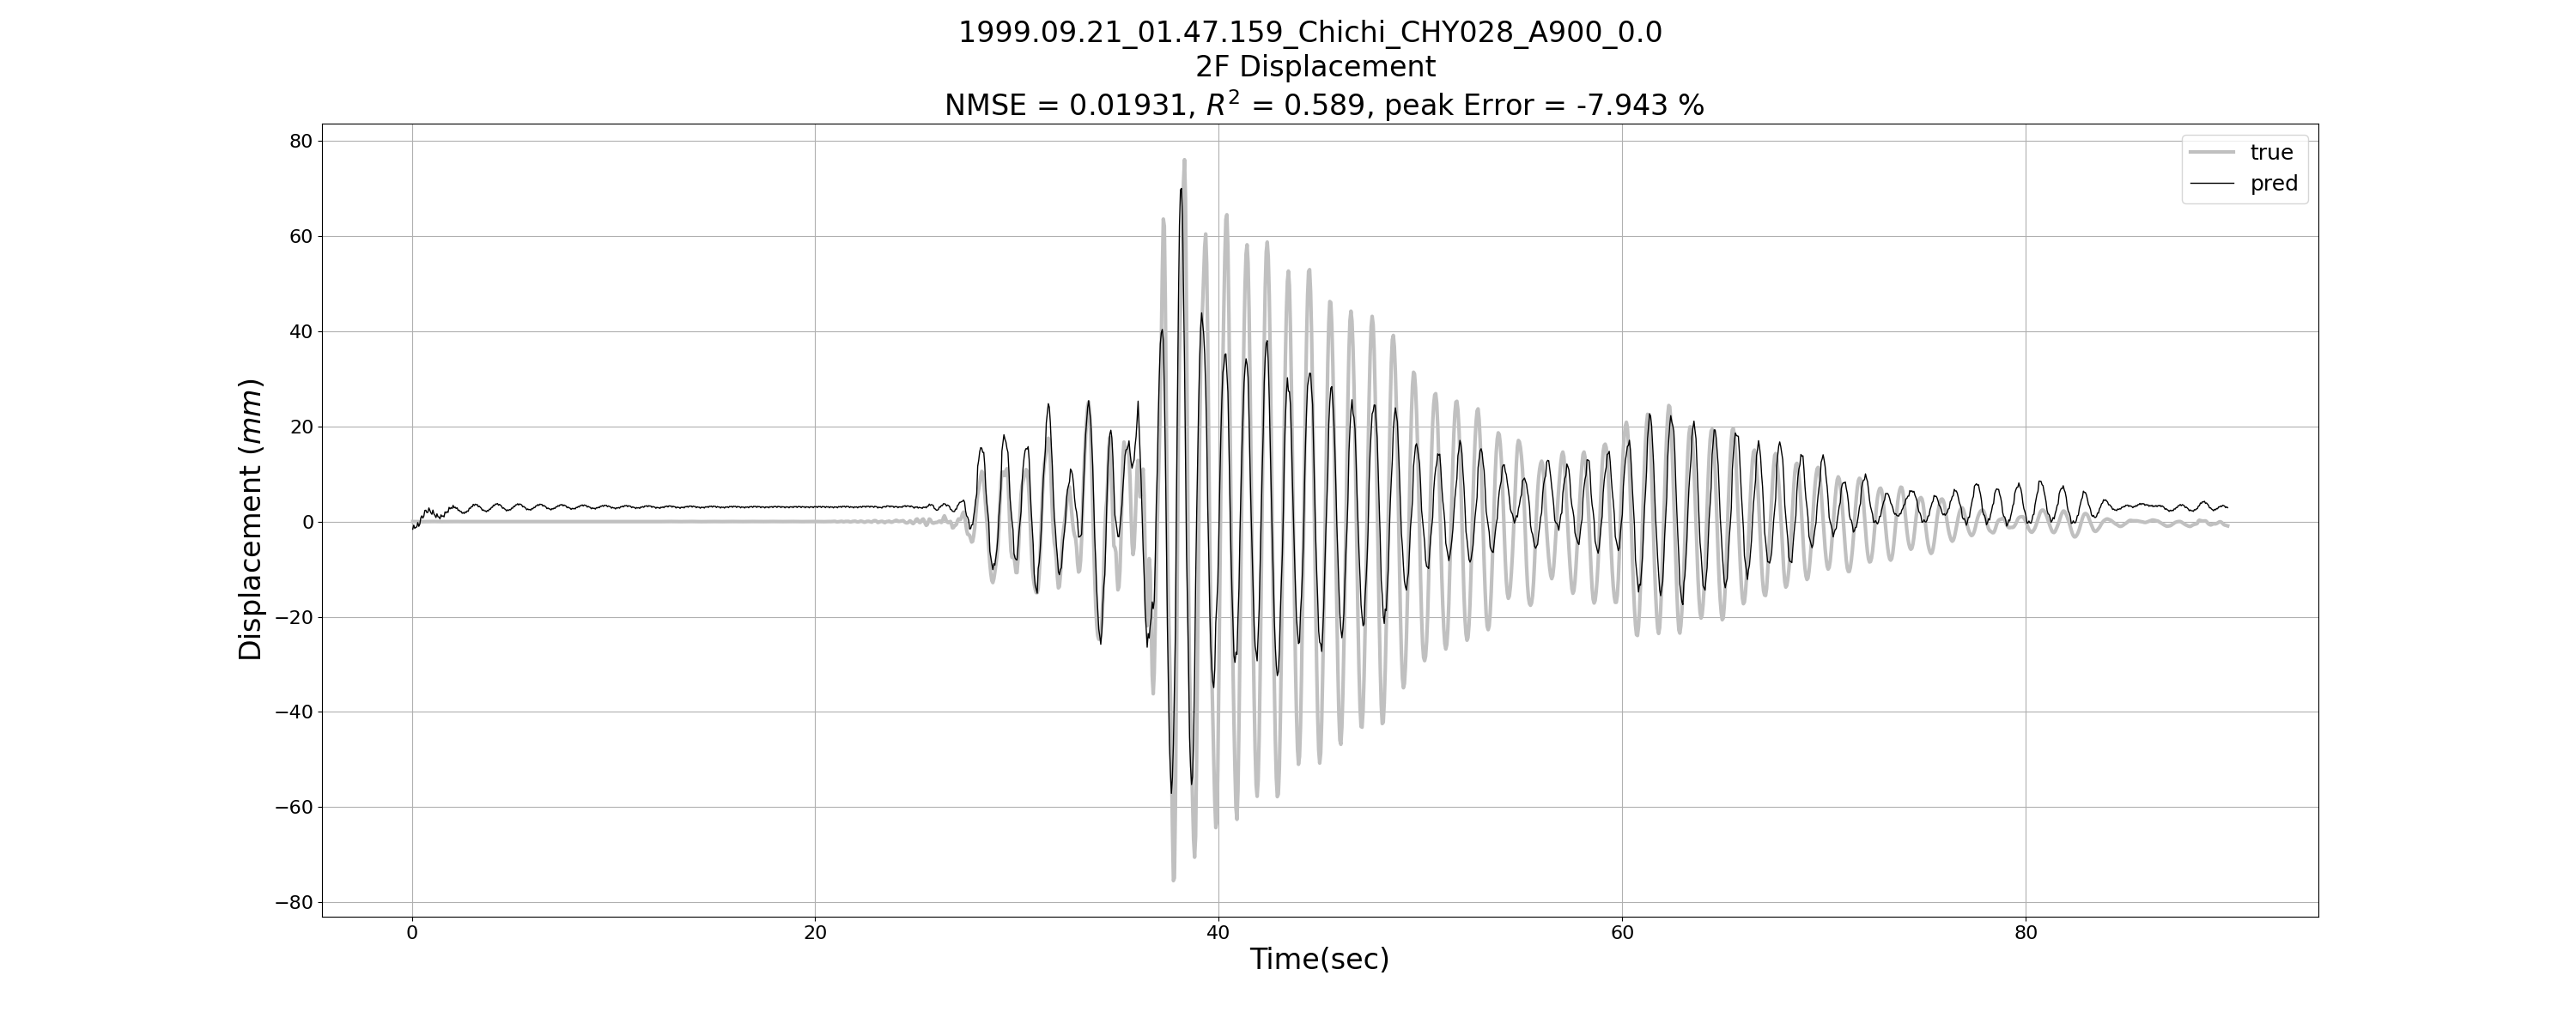 1999.09.21_01.47.159_Chichi_CHY028_A900_0.0
2F Displacement
NMSE = 0.01931, R² = 0.589, peak Error = -7.943 %
true
pred
Displacement (mm)
80
60
40
20
0
−20
−40
−60
−80
0 20 40 60 80
Time(sec)